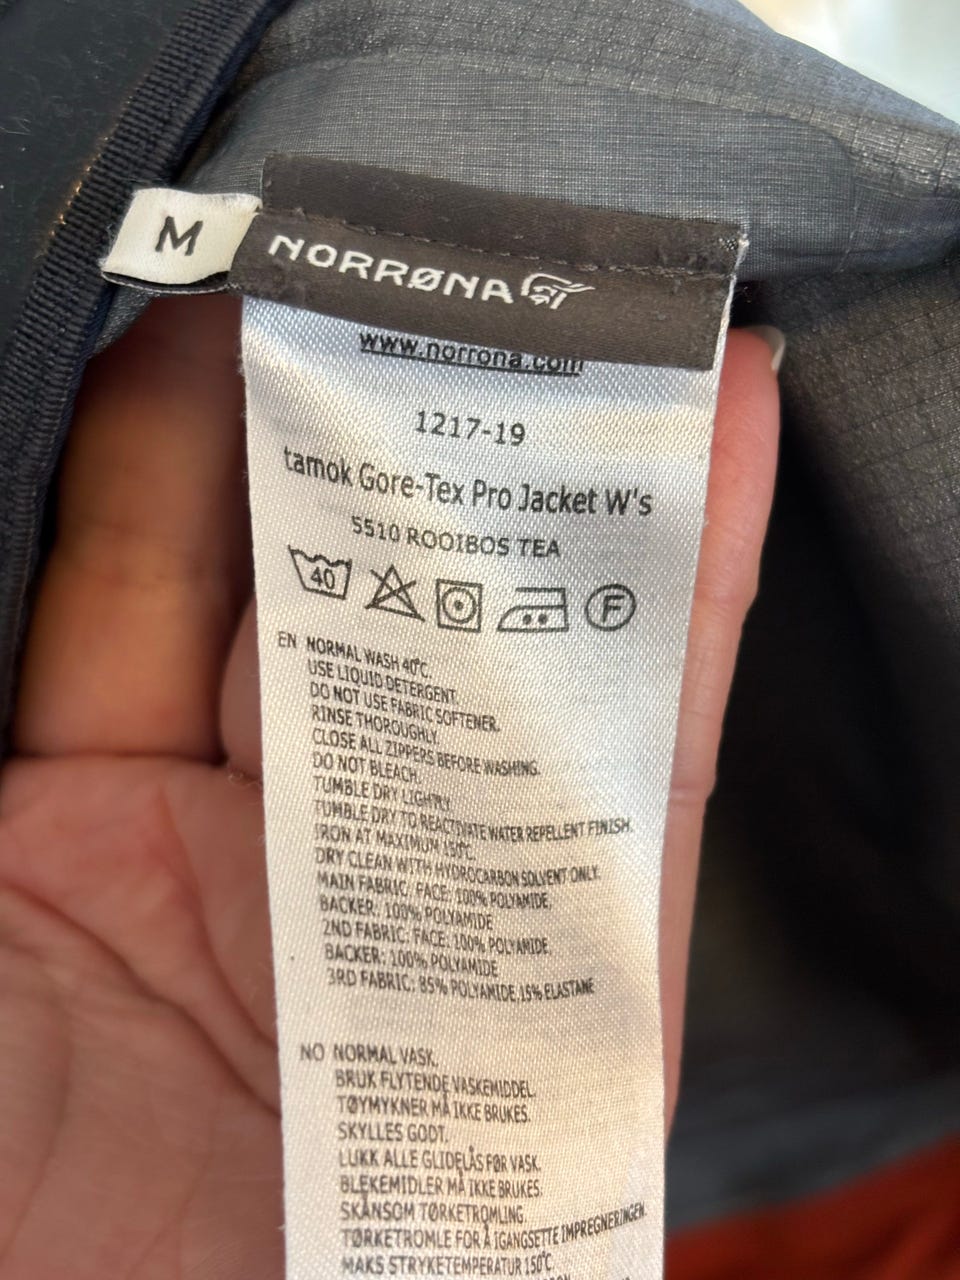 M
NORRØNA
www.norrona.com
1217-19
tamok Gore-Tex Pro Jacket W's
5510 ROOIBOS TEA
40 F
EN NORMAL WASH 40°C.
USE LIQUID DETERGENT.
DO NOT USE FABRIC SOFTENER.
RINSE THOROUGHLY.
CLOSE ALL ZIPPERS BEFORE WASHING.
DO NOT BLEACH.
TUMBLE DRY LIGHTLY.
TUMBLE DRY TO REACTIVATE WATER REPELLENT FINISH.
IRON AT MAXIMUM 150°C.
DRY CLEAN WITH HYDROCARBON SOLVENT ONLY.
MAIN FABRIC: FACE: 100% POLYAMIDE,
BACKER: 100% POLYAMIDE
2ND FABRIC: FACE: 100% POLYAMIDE.
BACKER: 100% POLYAMIDE
3RD FABRIC: 85% POLYAMIDE,15% ELASTANE
NO NORMAL VASK.
BRUK FLYTENDE VASKEMIDDEL.
TØYMYKNER MÅ IKKE BRUKES.
SKYLLES GODT.
LUKK ALLE GLIDELÅS FØR VASK.
BLEKEMIDLER MÅ IKKE BRUKES.
SKÅNSOM TØRKETROMLING.
TØRKETROMLE FOR Å IGANGSETTE IMPREGNERINGEN.
MAKS STRYKETEMPERATUR 150°C.